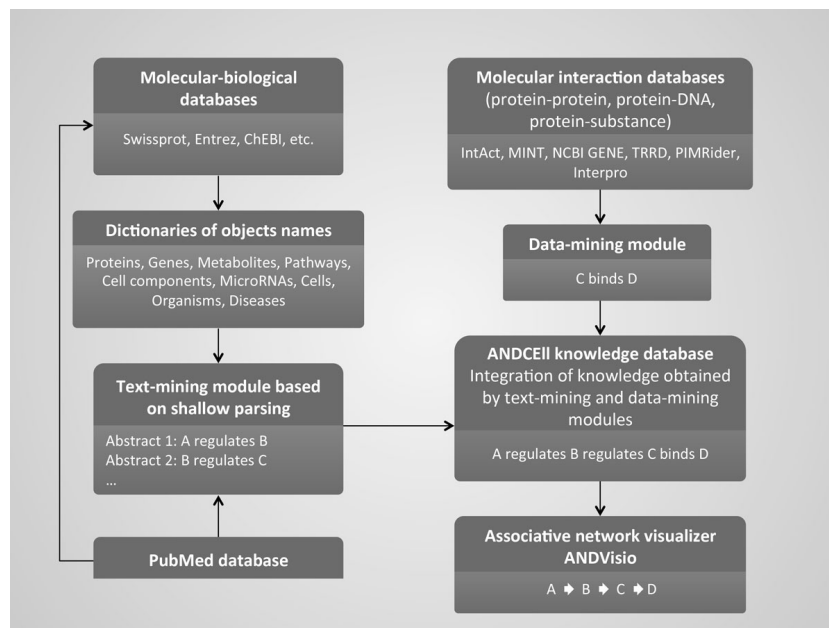 Molecular-biological
databases
Swissprot, Entrez, ChEBI, etc.
Dictionaries of objects names
Proteins, Genes, Metabolites, Pathways,
Cell components, MicroRNAs, Cells,
Organisms, Diseases
Text-mining module based
on shallow parsing
Abstract 1: A regulates B
Abstract 2: B regulates C
...
PubMed database
Molecular interaction databases
(protein-protein, protein-DNA,
protein-substance)
IntAct, MINT, NCBI GENE, TRRD, PIMRider,
Interpro
Data-mining module
C binds D
ANDCEll knowledge database
Integration of knowledge obtained
by text-mining and data-mining
modules
A regulates B regulates C binds D
Associative network visualizer
ANDVisio
A ➨ B ➨ C ➨ D